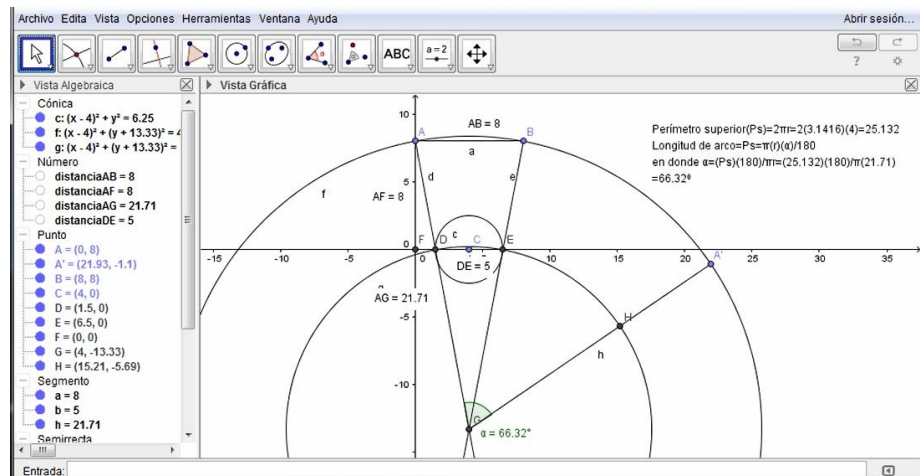 Archivo Edita Vista Opciones Herramientas Ventana Ayuda
Abrir sesión...
ABC
a=2
?
Vista Algebraica
Cónica
c: (x - 4)² + y² = 6.25
f: (x - 4)² + (y + 13.33)² =
g: (x - 4)² + (y + 13.33)² =
Número
distanciaAB = 8
distanciaAF = 8
distanciaAG = 21.71
distanciaDE = 5
Punto
A = (0, 8)
A' = (21.93, -1.1)
B = (8, 8)
C = (4, 0)
D = (1.5, 0)
E = (6.5, 0)
F = (0, 0)
G = (4, -13.33)
H = (15.21, -5.69)
Segmento
a = 8
b = 5
h = 21.71
Semirrecta
Vista Gráfica
10
AB = 8
A
B
a
Perímetro superior(Ps)=2πr=2(3.1416)(4)=25.132
Longitud de arco=Ps=π(r)(α)/180
en donde α=(Ps)(180)/πr=(25.132)(180)/π(21.71)
=66.32º
d
e
5
f
AF = 8
F
D
c
C
E
0
-15
-10
-5
0
5
10
15
20
25
30
35
A'
DE = 5
AG = 21.71
-5
H
h
-10
G
α = 66.32°
Entrada: